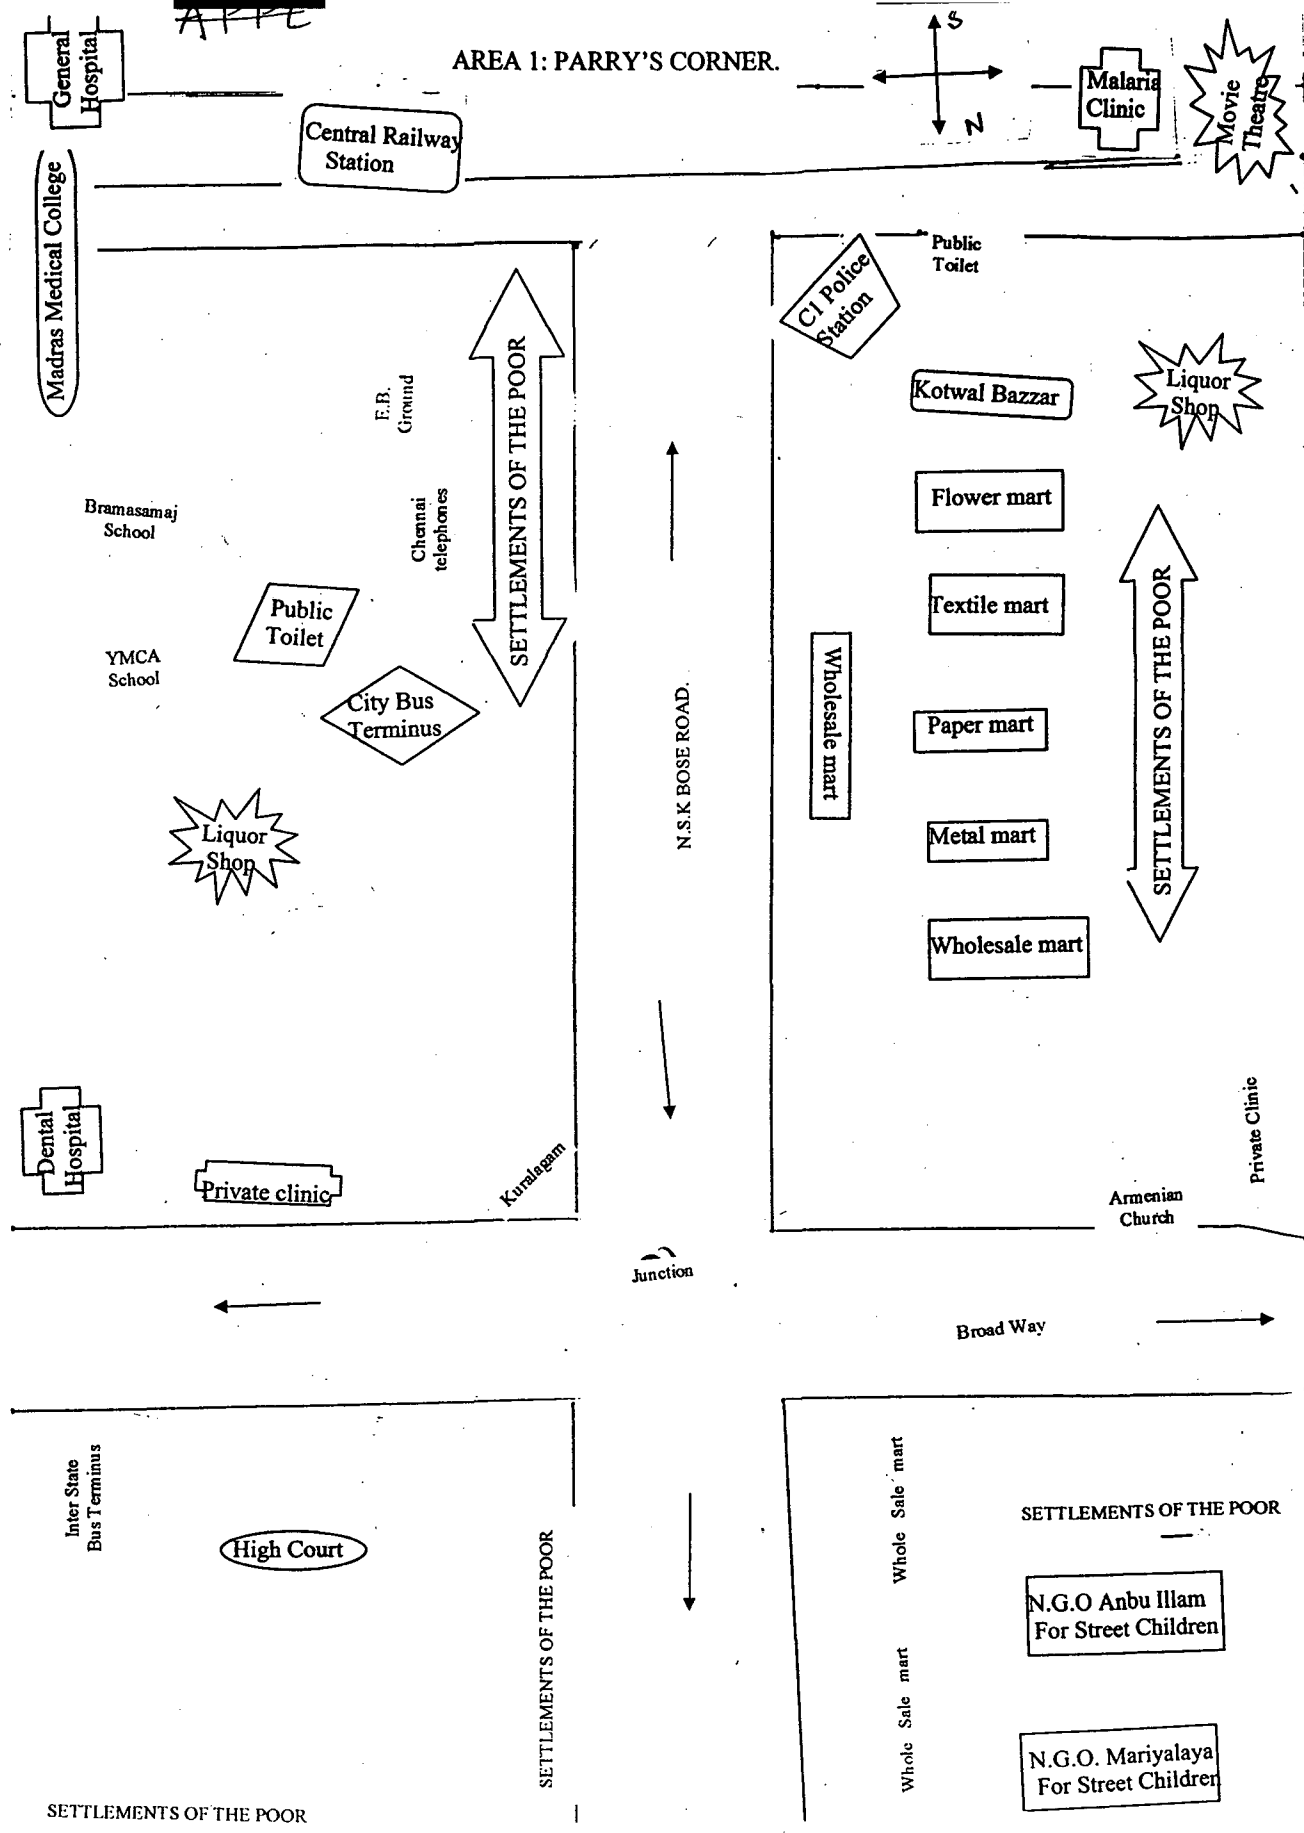 APPE
General
Hospital
AREA 1: PARRY'S CORNER.
S
N
Malaria
Clinic
Movie
Theatre
Central Railway
Station
Madras Medical College
C1 Police
Station
Public
Toilet
E.B.
Ground
SETTLEMENTS OF THE POOR
Kotwal Bazzar
Liquor
Shop
Bramasamaj
School
Chennai
telephones
Flower mart
Public
Toilet
Textile mart
SETTLEMENTS OF THE POOR
YMCA
School
City Bus
Terminus
N.S.K BOSE ROAD.
Wholesale mart
Paper mart
Liquor
Shop
Metal mart
Wholesale mart
Dental
Hospital
Private clinic
Kuralagam
Private Clinic
Armenian
Church
Junction
Broad Way
Inter State
Bus Terminus
High Court
SETTLEMENTS OF THE POOR
Whole Sale mart
SETTLEMENTS OF THE POOR
N.G.O Anbu Illam
For Street Children
Whole Sale mart
N.G.O. Mariyalaya
For Street Children
SETTLEMENTS OF THE POOR